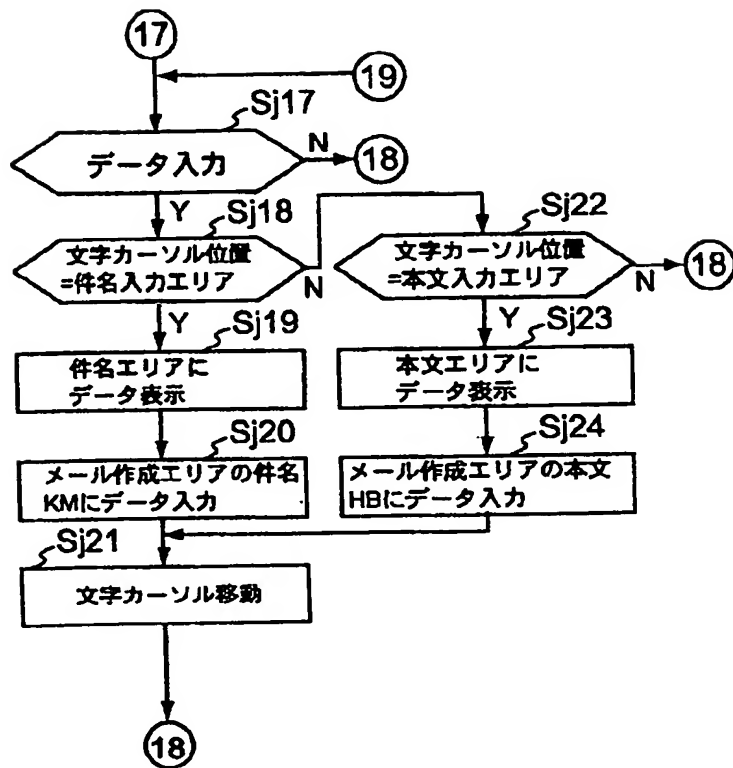 17
19
Sj17
データ入力
N
18
Y
Sj18
文字カーソル位置
=件名入力エリア
N
Sj22
文字カーソル位置
=本文入力エリア
N
18
Y
Sj19
件名エリアに
データ表示
Y
Sj23
本文エリアに
データ表示
Sj20
メール作成エリアの件名
KMにデータ入力
Sj24
メール作成エリアの本文
HBにデータ入力
Sj21
文字カーソル移動
18